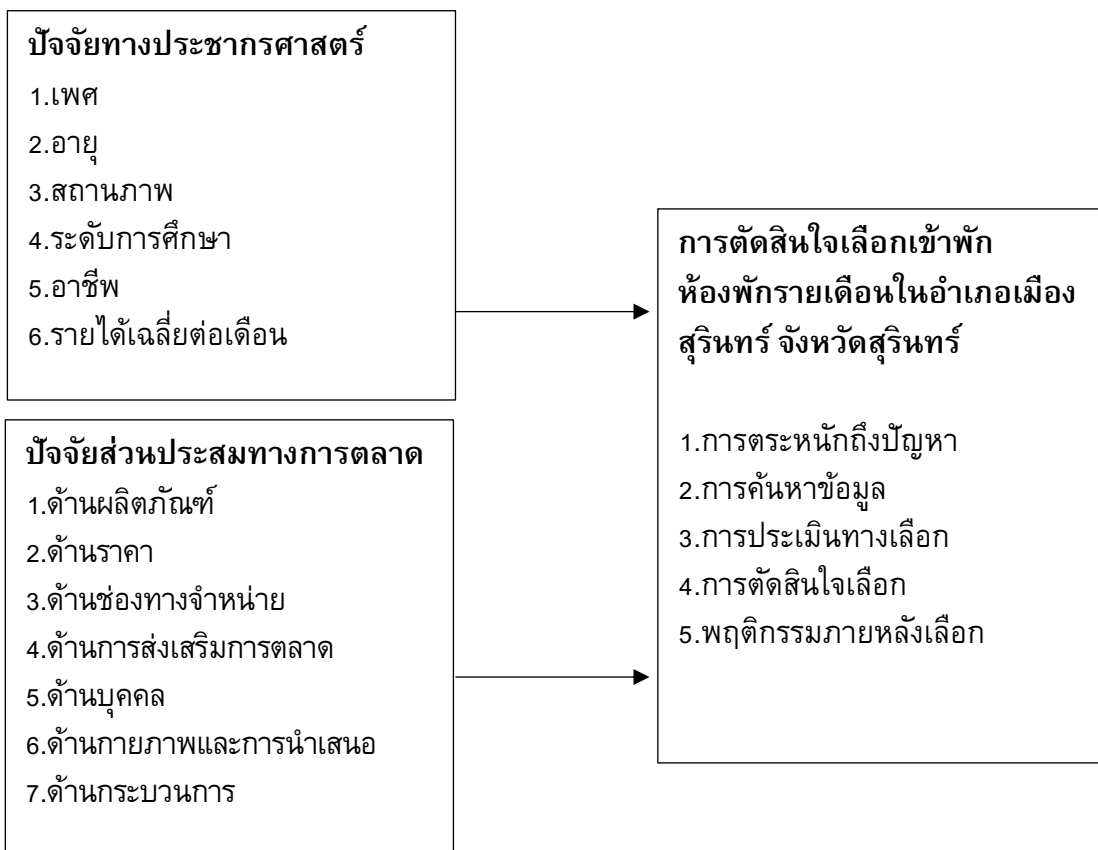 ปัจจัยทางประชากรศาสตร์
1.เพศ
2.อายุ
3.สถานภาพ
4.ระดับการศึกษา
5.อาชีพ
6.รายได้เฉลี่ยต่อเดือน
ปัจจัยส่วนประสมทางการตลาด
1.ด้านผลิตภัณฑ์
2.ด้านราคา
3.ด้านช่องทางจำหน่าย
4.ด้านการส่งเสริมการตลาด
5.ด้านบุคคล
6.ด้านกายภาพและการนำเสนอ
7.ด้านกระบวนการ
การตัดสินใจเลือกเข้าพัก
ห้องพักรายเดือนในอำเภอเมือง
สุรินทร์ จังหวัดสุรินทร์
1.การตระหนักถึงปัญหา
2.การค้นหาข้อมูล
3.การประเมินทางเลือก
4.การตัดสินใจเลือก
5.พฤติกรรมภายหลังเลือก